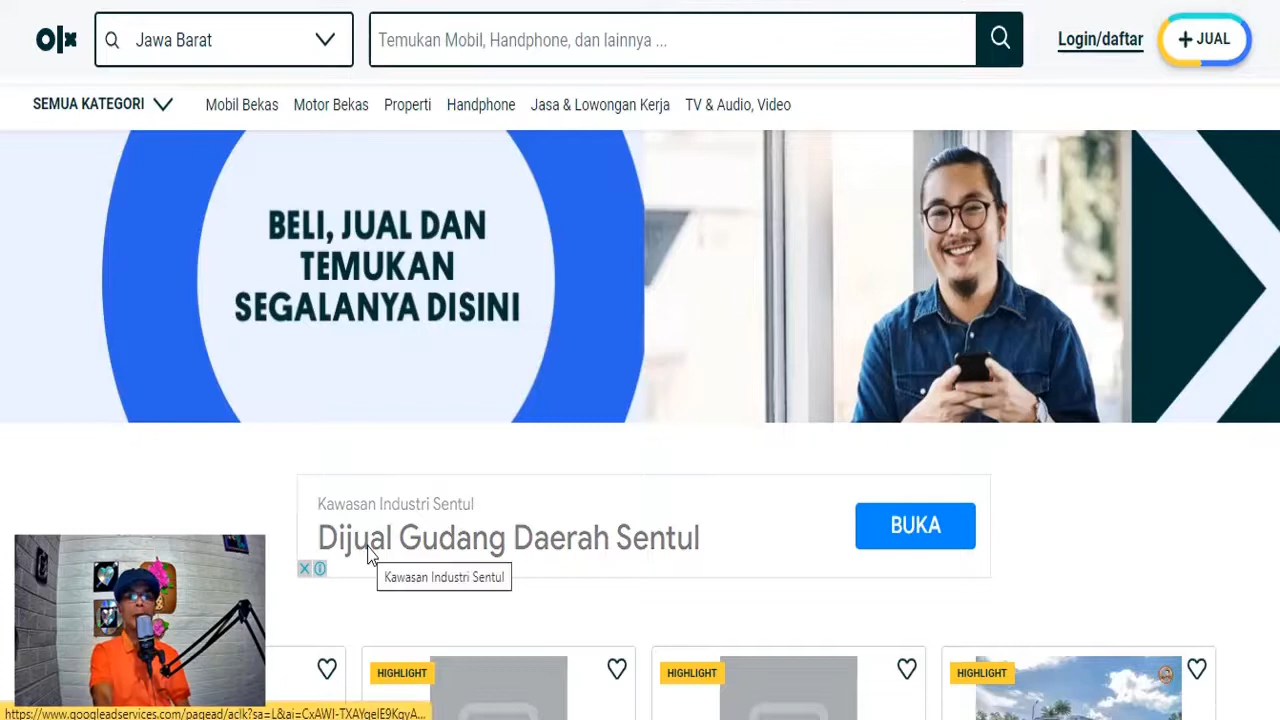 olx
Jawa Barat
Temukan Mobil, Handphone, dan lainnya ...
Login/daftar
+ JUAL
SEMUA KATEGORI
Mobil Bekas
Motor Bekas
Properti
Handphone
Jasa & Lowongan Kerja
TV & Audio, Video
BELI, JUAL DAN
TEMUKAN
SEGALANYA DISINI
Kawasan Industri Sentul
Dijual Gudang Daerah Sentul
BUKA
Kawasan Industri Sentul
HIGHLIGHT
HIGHLIGHT
HIGHLIGHT